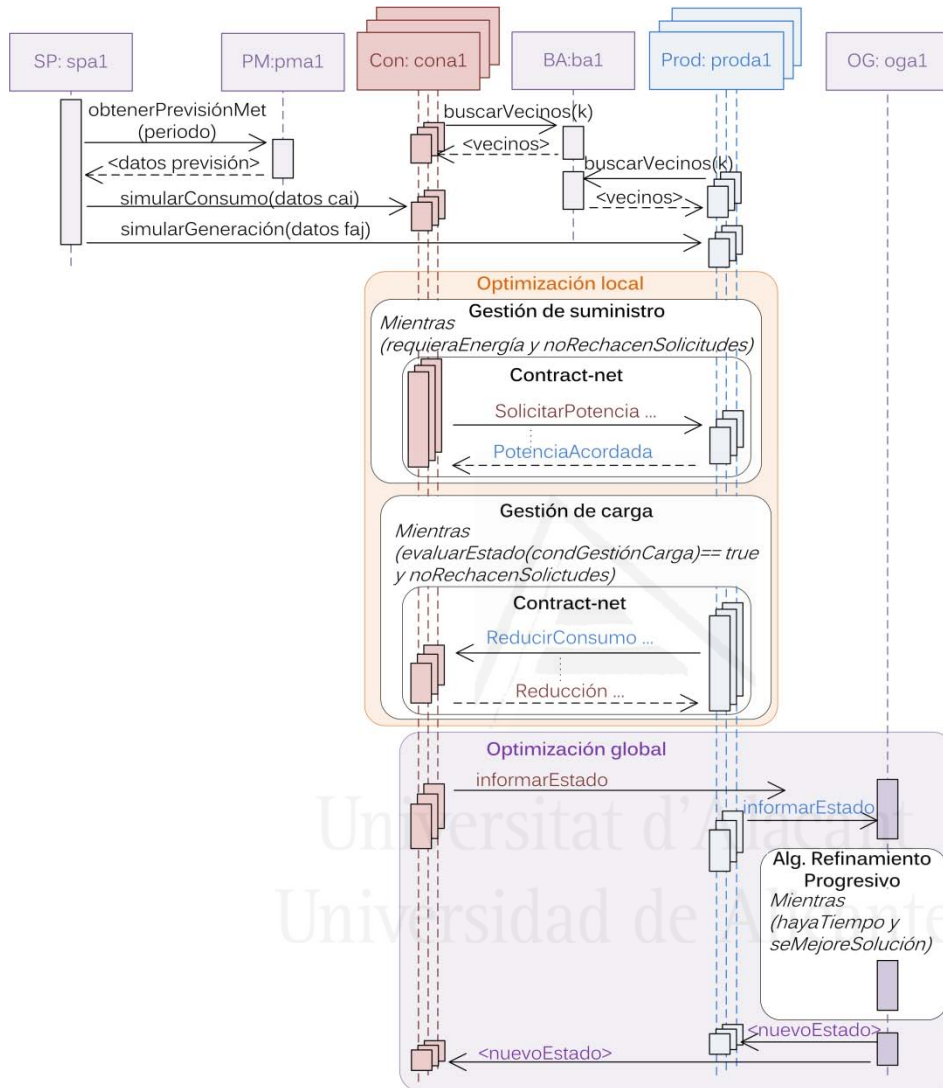 SP: spa1
PM:pma1
Con: cona1
BA:ba1
Prod: proda1
OG: oga1
obtenerPrevisiónMet
(periodo)
<datos previsión>
buscarVecinos(k)
<vecinos>
buscarVecinos(k)
<vecinos>
simularConsumo(datos cai)
simularGeneración(datos faj)
Optimización local
Gestión de suministro
Mientras
(requieraEnergía y noRechacenSolicitudes)
Contract-net
SolicitarPotencia ...
PotenciaAcordada
Gestión de carga
Mientras
(evaluarEstado(condGestiónCarga)== true
y noRechacenSolictudes)
Contract-net
ReducirConsumo ...
Reducción ...
Optimización global
informarEstado
informarEstado
Alg. Refinamiento
Progresivo
Mientras
(hayaTiempo y
seMejoreSolución)
<nuevoEstado>
<nuevoEstado>
Universitat d'Alacant
Universidad de Alicante